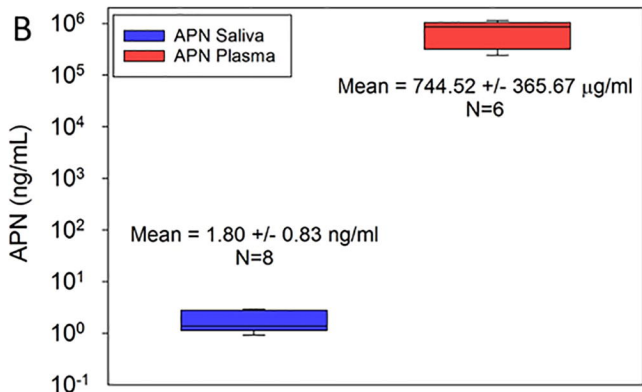 B
APN Saliva
APN Plasma
Mean = 744.52 +/- 365.67 μg/ml
N=6
Mean = 1.80 +/- 0.83 ng/ml
N=8
APN (ng/mL)
10⁶
10⁵
10⁴
10³
10²
10¹
10⁰
10⁻¹